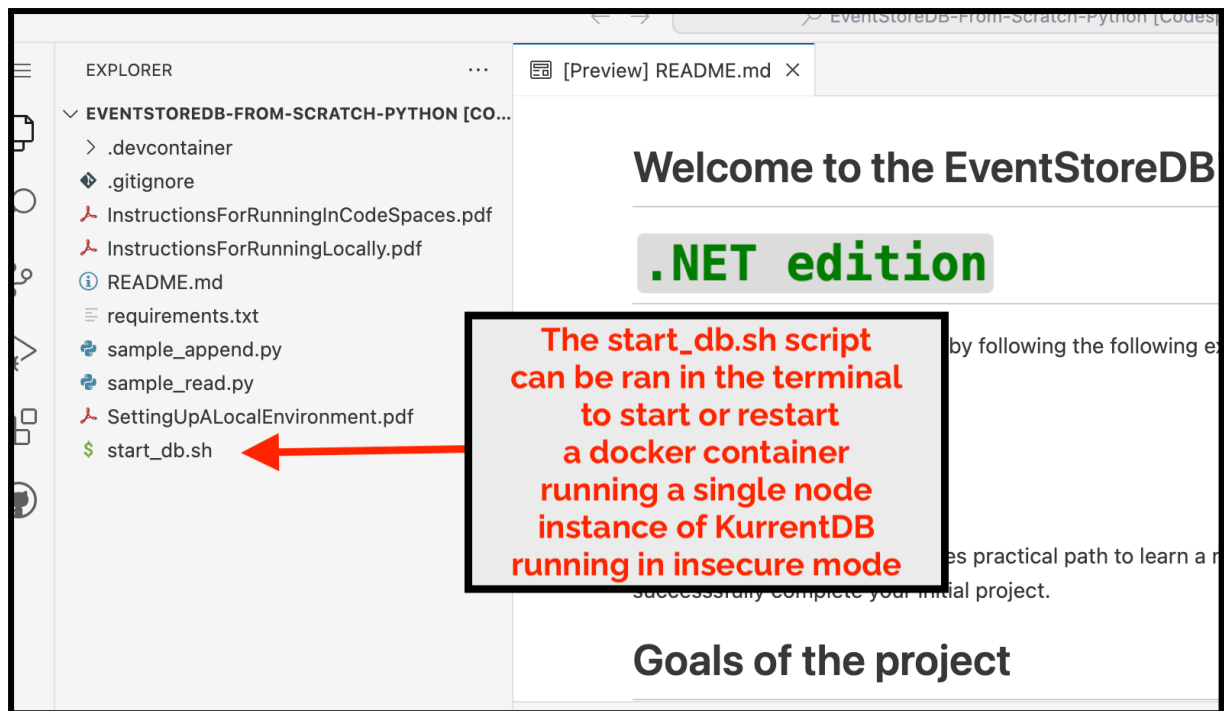 EventStoreDB-From-Scratch-Python [Codesp
EXPLORER
...
[Preview] README.md
EVENTSTOREDB-FROM-SCRATCH-PYTHON [CO...
.devcontainer
.gitignore
InstructionsForRunningInCodeSpaces.pdf
InstructionsForRunningLocally.pdf
README.md
requirements.txt
sample_append.py
sample_read.py
SettingUpALocalEnvironment.pdf
$ start_db.sh
Welcome to the EventStoreDB
.NET edition
by following the following ex
The start_db.sh script
can be ran in the terminal
to start or restart
a docker container
running a single node
instance of KurrentDB
running in insecure mode
es practical path to learn a
successsfully complete your initial project.
Goals of the project